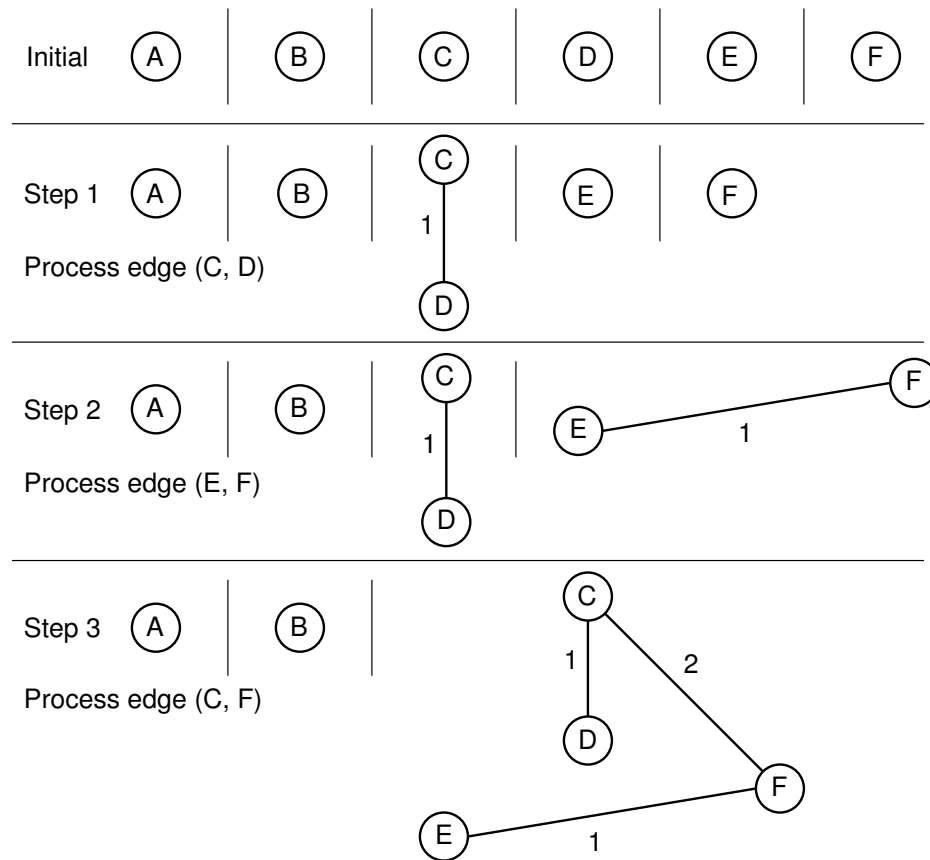 Initial A B C D E F
C
Step 1 A B E F
1
Process edge (C, D)
D
C F
Step 2 A B E
1 1
Process edge (E, F)
D
C
Step 3 A B
1 2
Process edge (C, F)
D
F
E
1